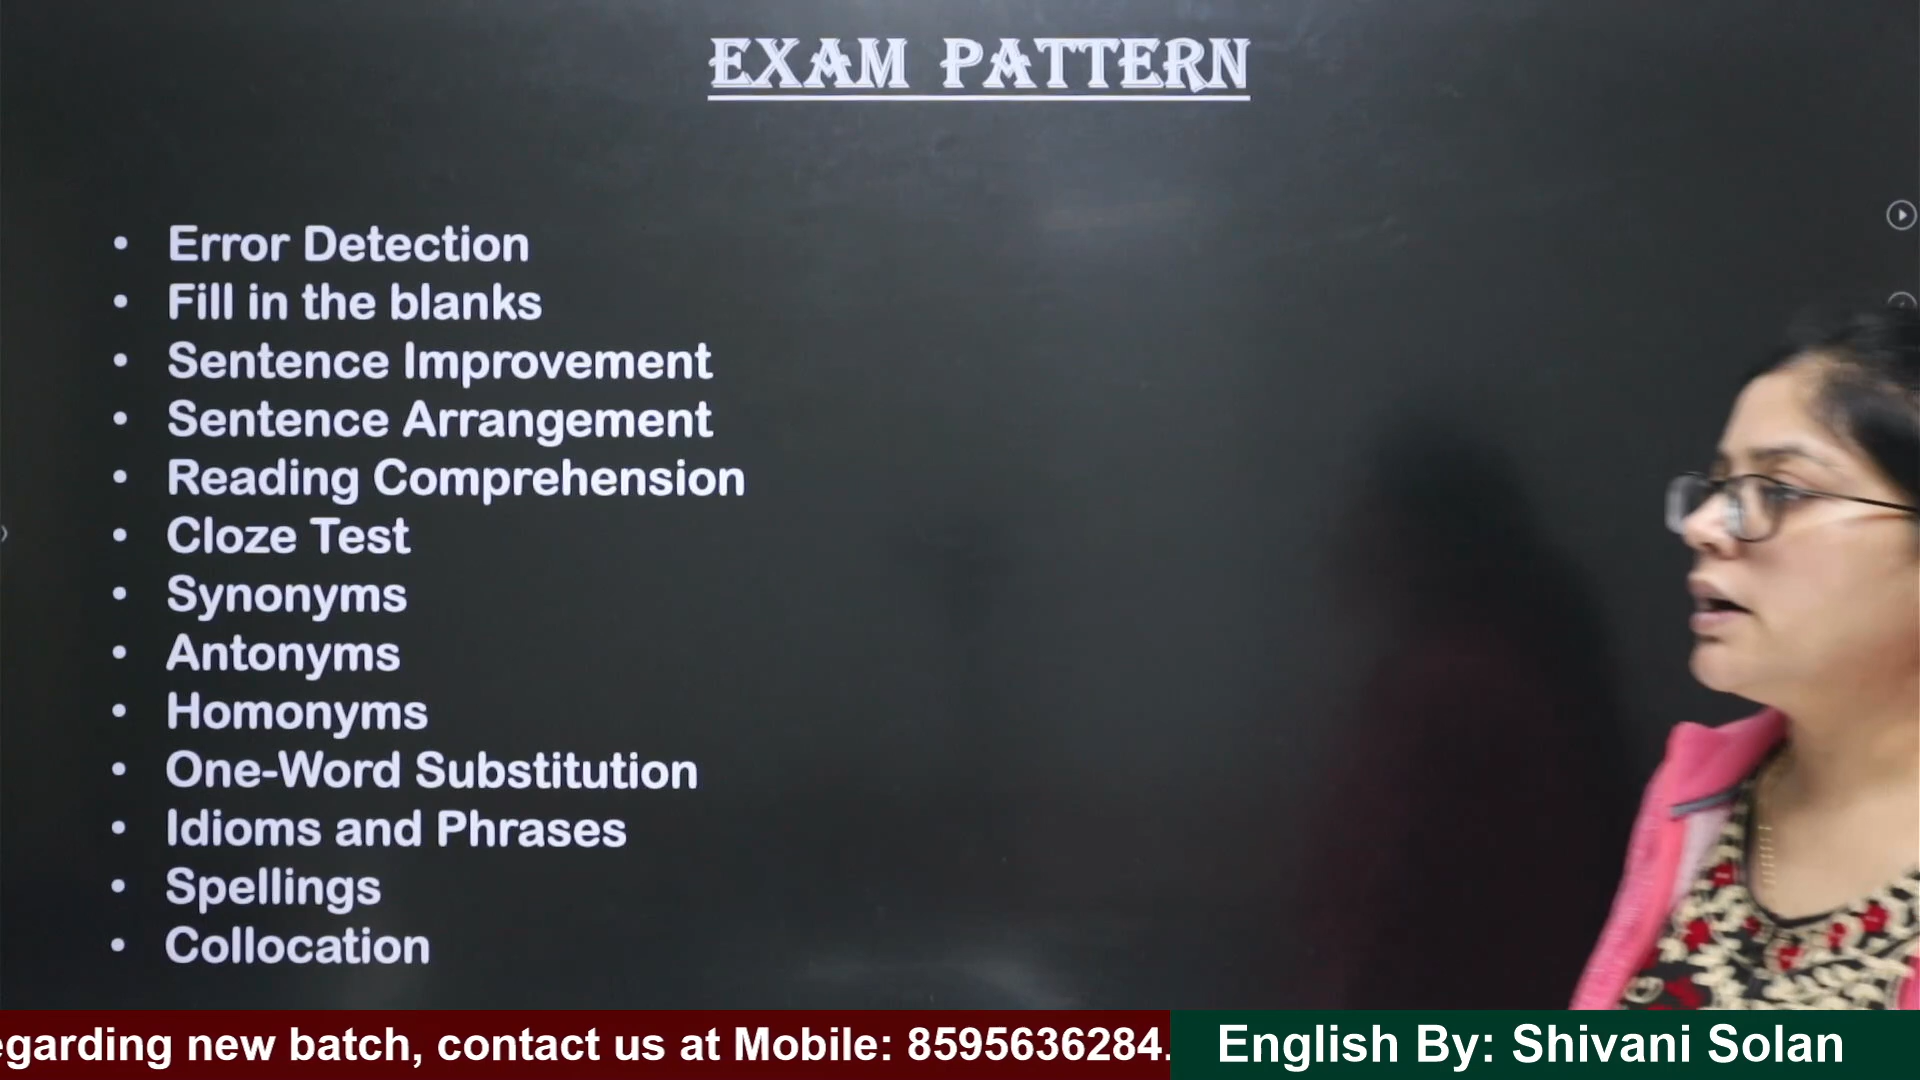 EXAM PATTERN
• Error Detection
• Fill in the blanks
• Sentence Improvement
• Sentence Arrangement
• Reading Comprehension
• Cloze Test
• Synonyms
• Antonyms
• Homonyms
• One-Word Substitution
• Idioms and Phrases
• Spellings
• Collocation
egarding new batch, contact us at Mobile: 8595636284.
English By: Shivani Solan